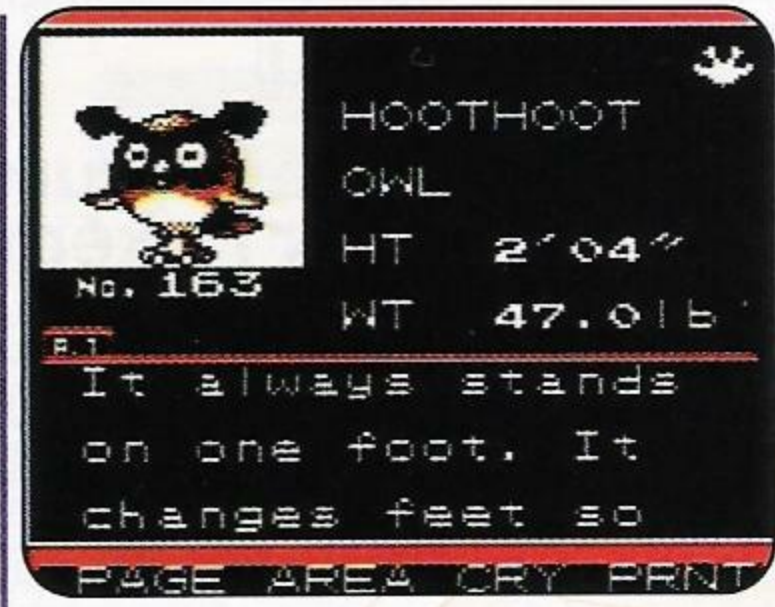 HOOTHOOT
OWL
HT 2'04"
No. 163
WT 47.0lb
P.1
It always stands
on one foot. It
changes feet so
PAGE AREA CRY PRNT